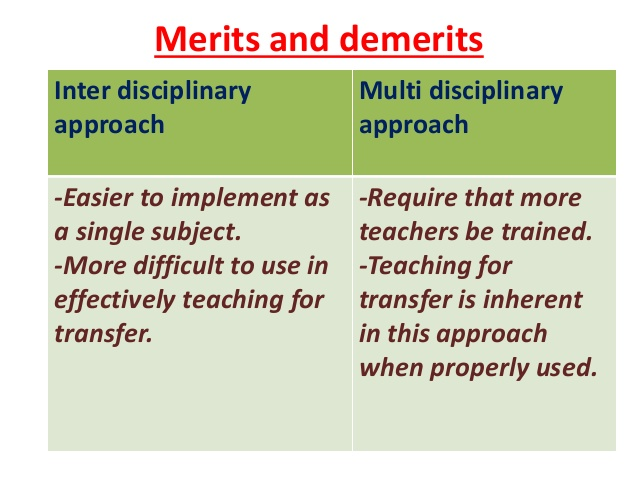 Merits and demerits
Inter disciplinary
approach
Multi disciplinary
approach
-Easier to implement as
a single subject.
-More difficult to use in
effectively teaching for
transfer.
-Require that more
teachers be trained.
-Teaching for
transfer is inherent
in this approach
when properly used.